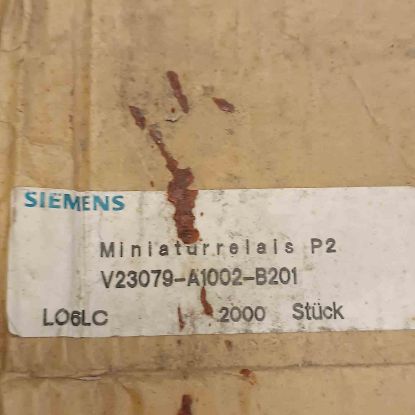 SIEMENS
Miniaturrelais P2
V23079-A1002-B201
LO6LC 2000 Stück